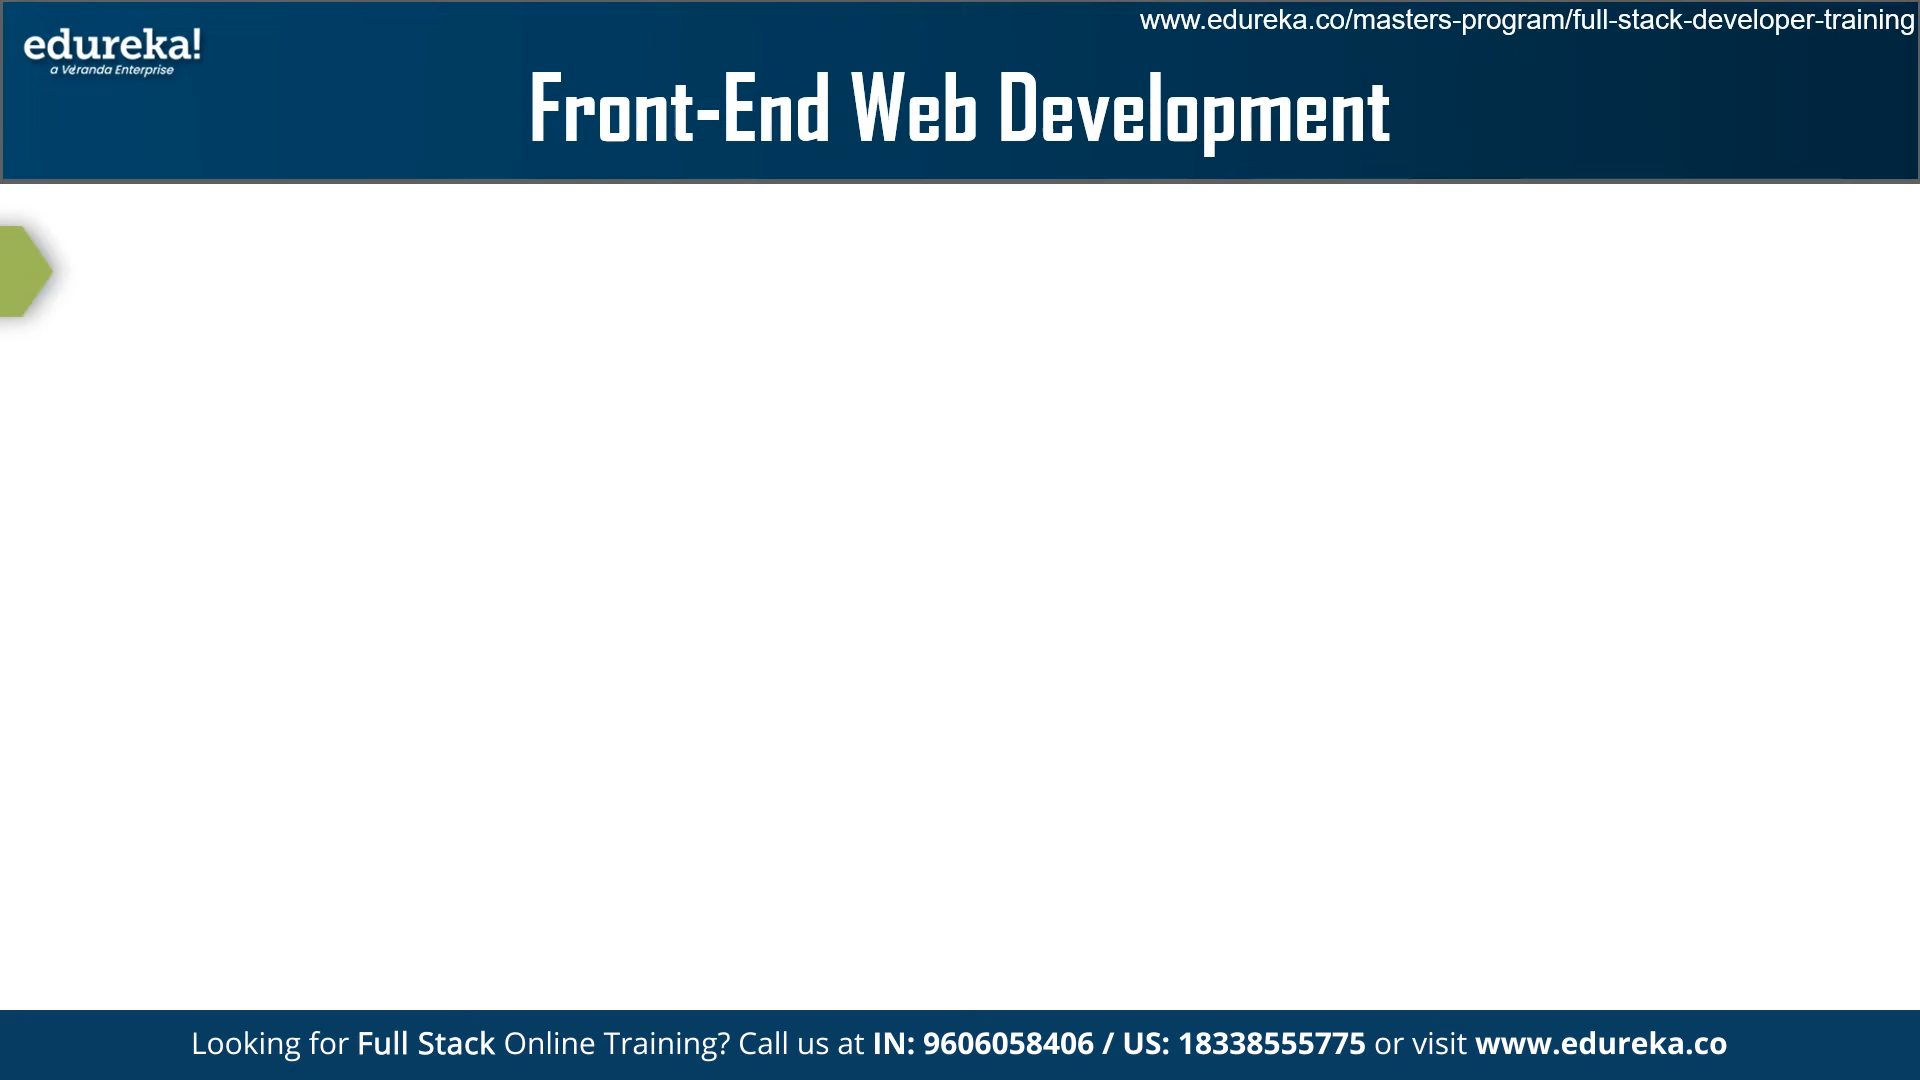 www.edureka.co/masters-program/full-stack-developer-training
edureka!
a Veranda Enterprise
Front-End Web Development
Looking for Full Stack Online Training? Call us at IN: 9606058406 / US: 18338555775 or visit www.edureka.co